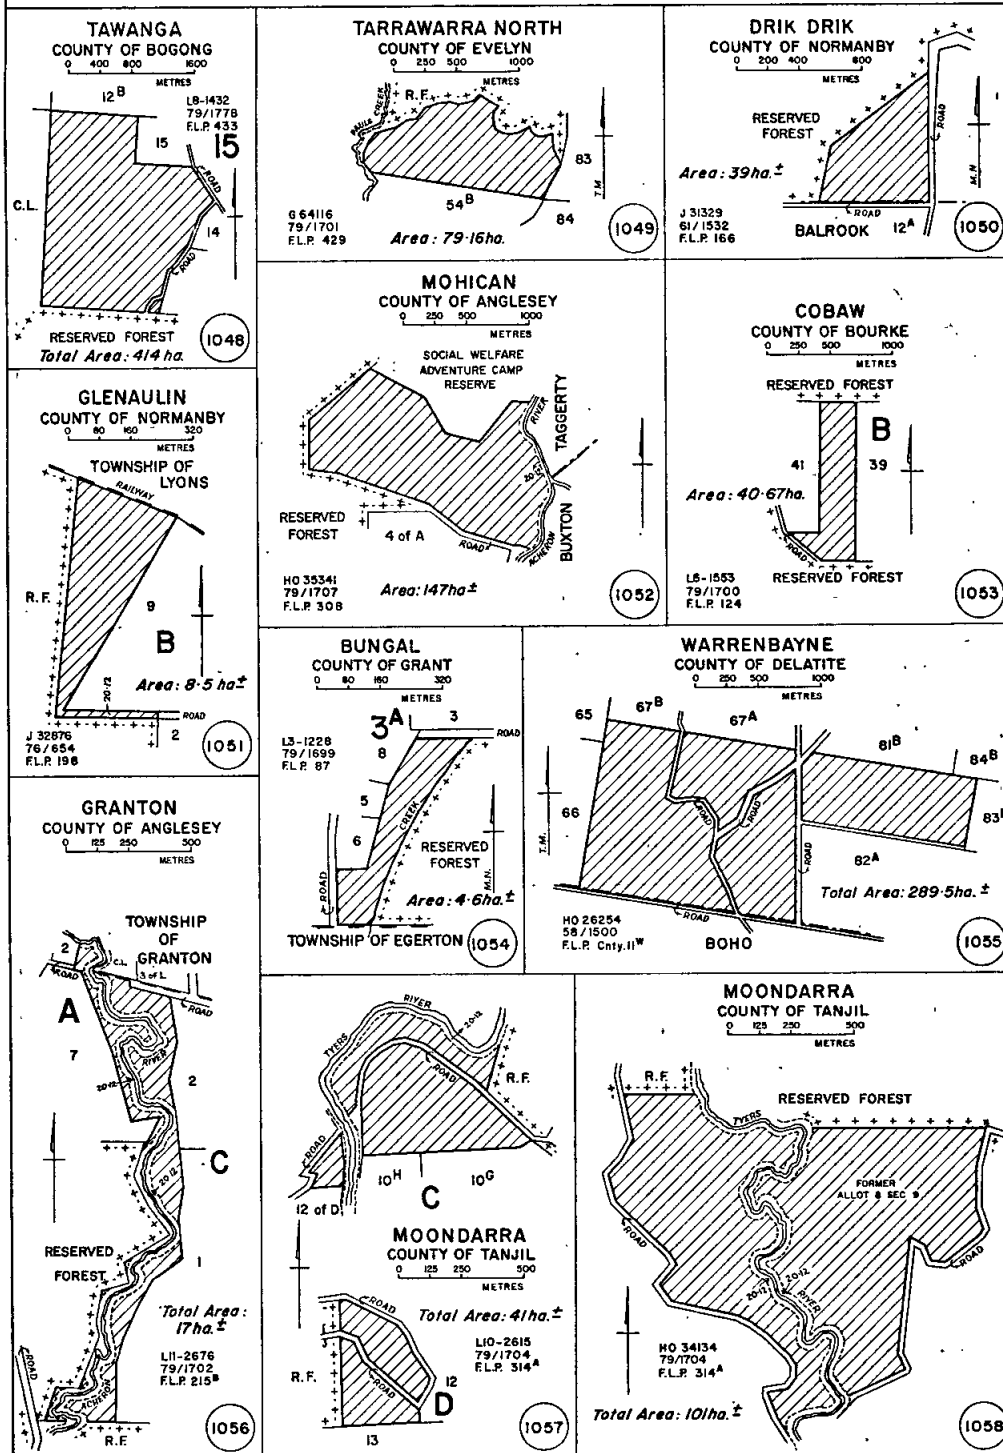 TAWANGA
COUNTY OF BOGONG
0 400 800 1600
METRES
12B
L8-1432
79/1778
F.L.P. 433
15
15
ROAD
C.L.
14
ROAD
RESERVED FOREST
Total Area: 414 ha.
1048
TARRAWARRA NORTH
COUNTY OF EVELYN
0 250 500 1000
METRES
R.F.
CREEK
83
T.M.
54B
84
G 64116
79/1701
F.L.P. 429
Area: 79·16ha.
1049
DRIK DRIK
COUNTY OF NORMANBY
0 200 400 800
METRES
RESERVED
FOREST
ROAD
M.N.
Area: 39ha. ±
ROAD
J 31329
61/1532
F.L.P. 166
BALROOK
12A
1050
GLENAULIN
COUNTY OF NORMANBY
0 80 160 320
METRES
TOWNSHIP OF
LYONS
RAILWAY
R.F.
9
B
Area: 8·5 ha ±
20·12
ROAD
J 32876
76/654
F.L.P. 198
2
1051
MOHICAN
COUNTY OF ANGLESEY
0 250 500 1000
METRES
SOCIAL WELFARE
ADVENTURE CAMP
RESERVE
RIVER
TAGGERTY
20·12
RESERVED
FOREST
4 of A
ROAD
ACHERON
BUXTON
HO 35341
79/1707
F.L.P. 308
Area: 147ha ±
1052
COBAW
COUNTY OF BOURKE
0 250 500 1000
METRES
RESERVED FOREST
B
41
39
Area: 40·67ha.
ROAD
L6-1553
79/1700
F.L.P. 124
RESERVED FOREST
1053
BUNGAL
COUNTY OF GRANT
0 80 160 320
METRES
3A
3
ROAD
L3-1228
79/1699
F.L.P. 87
8
5
6
CREEK
RESERVED
FOREST
M.N.
ROAD
Area: 4·6ha. ±
TOWNSHIP OF EGERTON
1054
WARRENBAYNE
COUNTY OF DELATITE
0 250 500 1000
METRES
65
67B
67A
81B
84B
66
T.M.
ROAD
ROAD
ROAD
82A
Total Area: 289·5ha. ±
HO 26254
58/1500
F.L.P. Cnty.11W
ROAD
BOHO
1055
GRANTON
COUNTY OF ANGLESEY
0 125 250 500
METRES
TOWNSHIP
OF
GRANTON
2
C.L.
3 of L
ROAD
ROAD
A
7
RIVER
20·12
2
C
20·12
RESERVED
FOREST
1
Total Area:
17ha. ±
L11-2676
79/1702
F.L.P. 215B
ROAD
ACHERON
R.F.
1056
RIVER
TYERS
20·12
ROAD
R.F.
ROAD
10H
10G
12 of D
C
MOONDARRA
COUNTY OF TANJIL
0 125 250 500
METRES
ROAD
Total Area: 41ha. ±
L10-2615
79/1704
F.L.P. 314A
R.F.
ROAD
12
D
13
1057
MOONDARRA
COUNTY OF TANJIL
0 125 250 500
METRES
R.F.
TYERS
RESERVED FOREST
FORMER
ALLOT 8 SEC 9
ROAD
ROAD
20·12
20·12
RIVER
HO 34134
79/1704
F.L.P. 314A
Total Area: 101ha. ±
1058